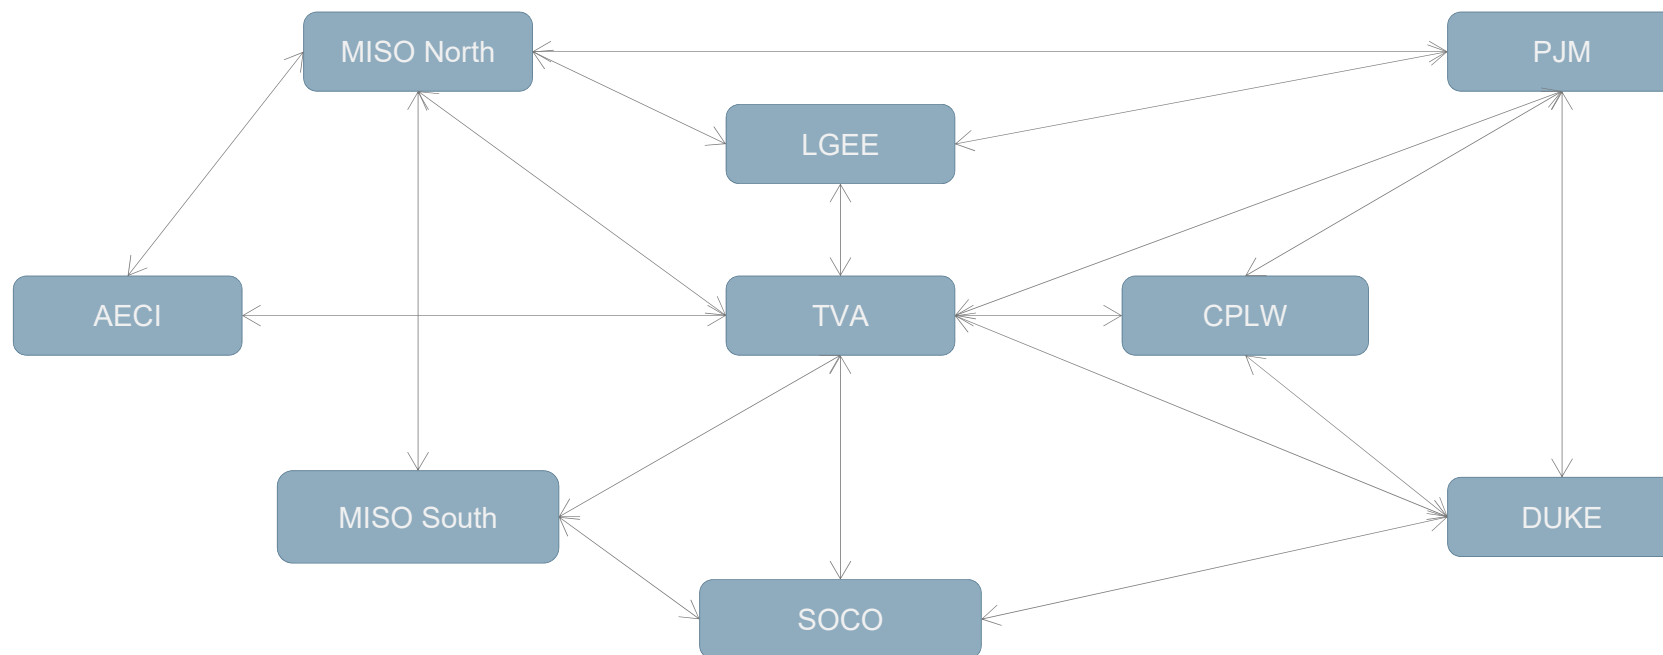 MISO North
PJM
LGEE
AECI
TVA
CPLW
MISO South
DUKE
SOCO